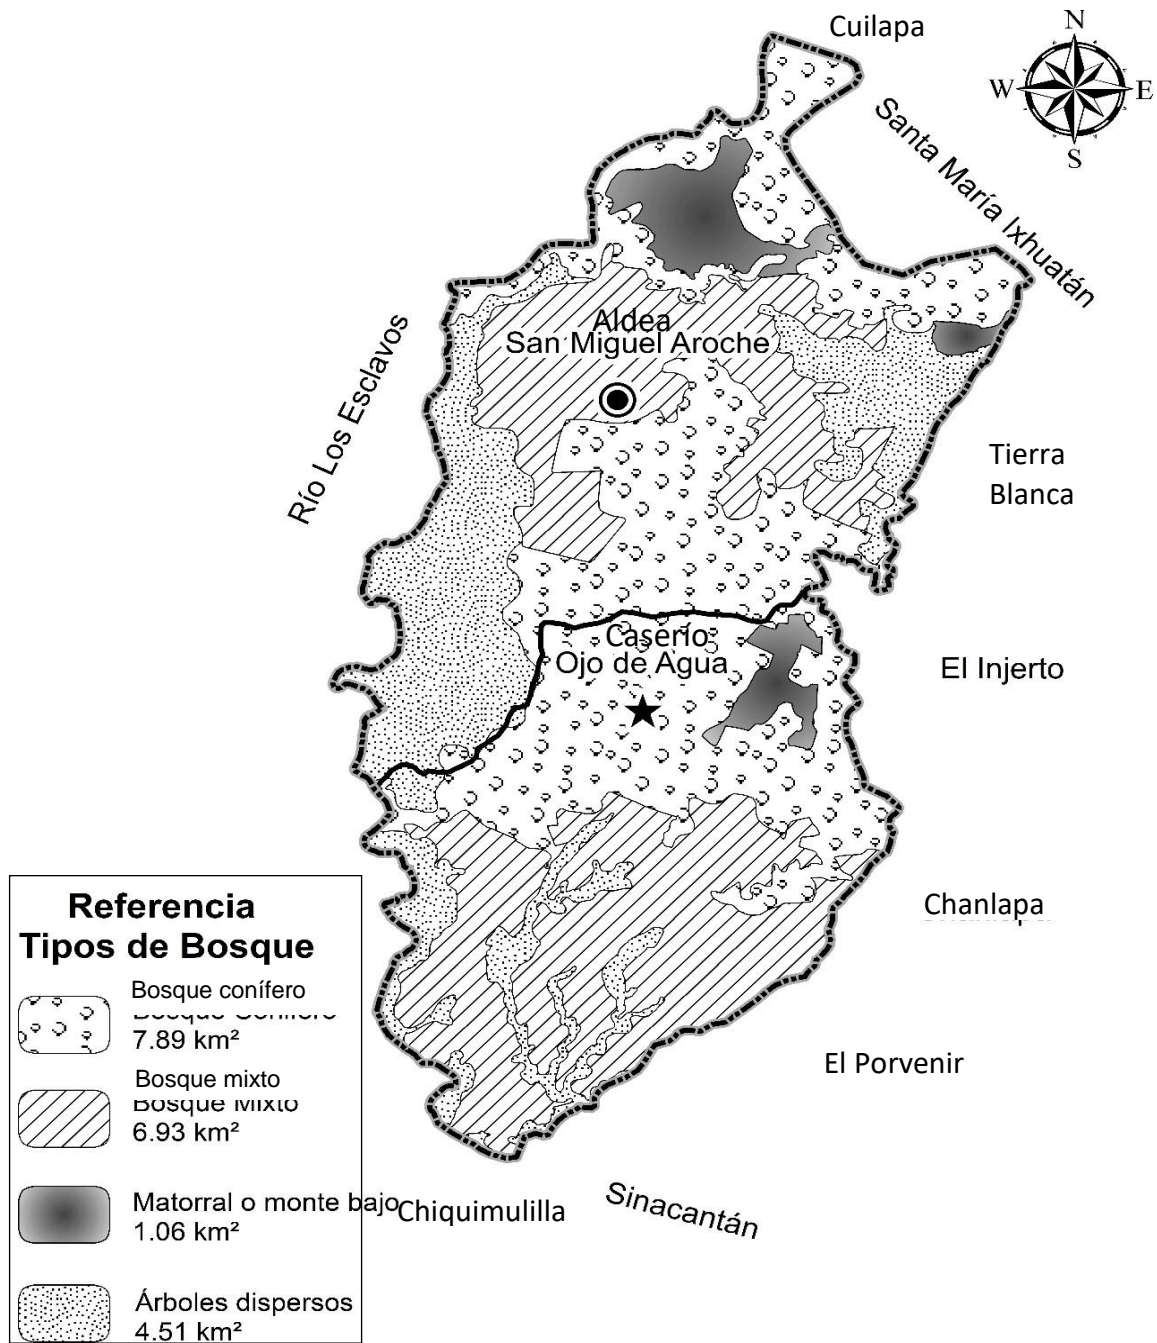 Cuilapa
N
W
E
S
Santa María Ixhuatán
Aldea
San Miguel Aroche
Río Los Esclavos
Tierra
Blanca
Caserío
Ojo de Agua
El Injerto
Chanlapa
El Porvenir
Sinacantán
Chiquimulilla
Referencia
Tipos de Bosque
Bosque conífero
Bosque Conífero
7.89 km²
Bosque mixto
Bosque Mixto
6.93 km²
Matorral o monte bajo
1.06 km²
Árboles dispersos
4.51 km²